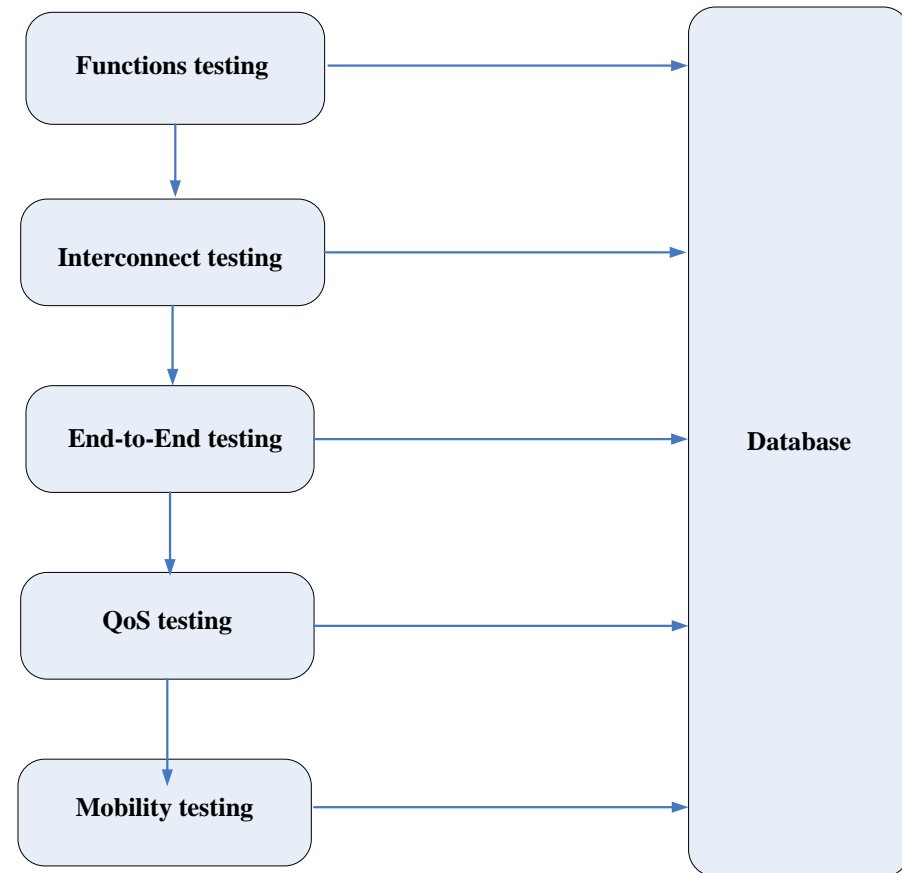 Functions testing
Interconnect testing
End-to-End testing
Database
QoS testing
Mobility testing